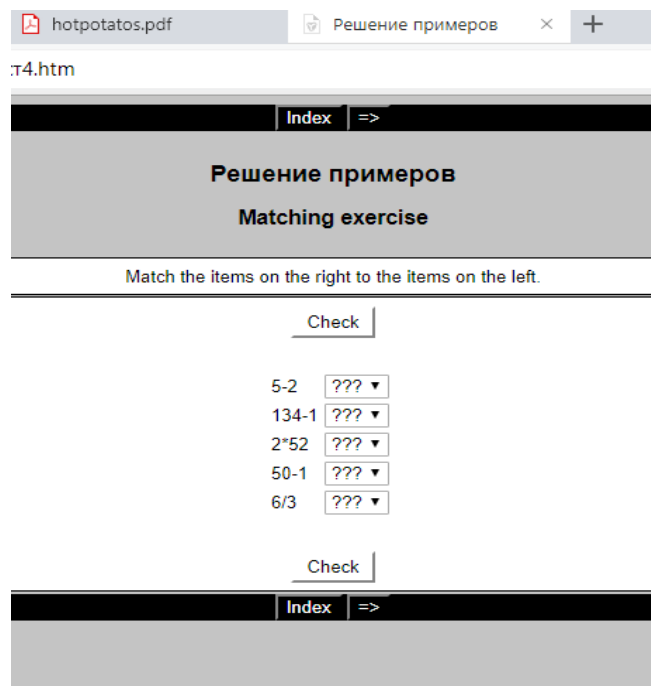 hotpotatos.pdf Решение примеров
т4.htm
Index =>
Решение примеров
Matching exercise
Match the items on the right to the items on the left.
Check
5-2 ???
134-1 ???
2*52 ???
50-1 ???
6/3 ???
Check
Index =>